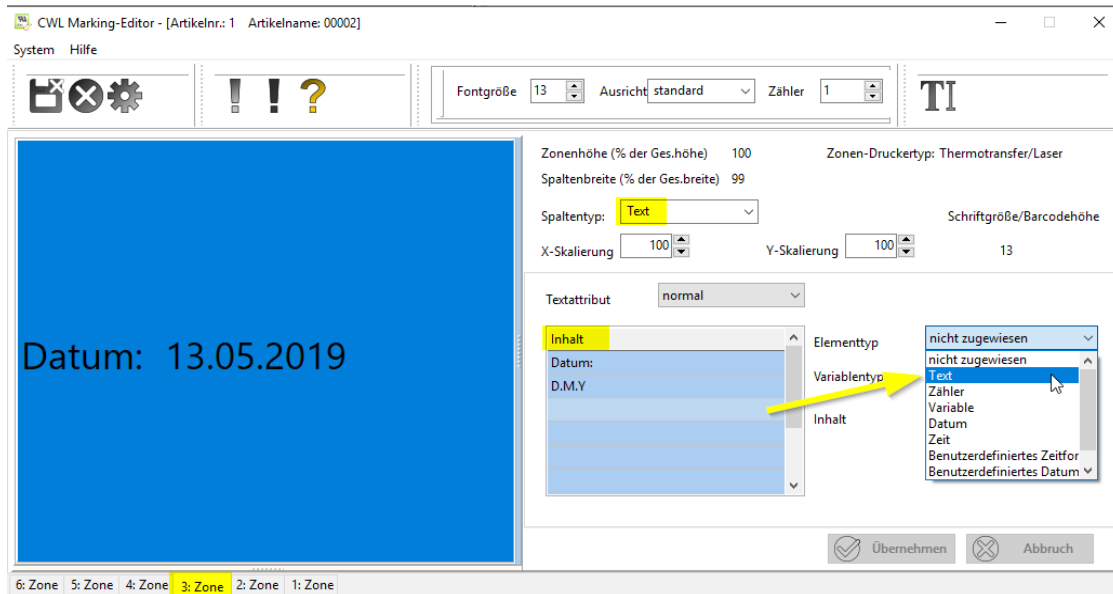 CWL Marking-Editor - [Artikelnr.: 1 Artikelname: 00002]
System Hilfe
Fontgröße 13 Ausricht standard Zähler 1
Zonenhöhe (% der Ges.höhe) 100 Zonen-Druckertyp: Thermotransfer/Laser
Spaltenbreite (% der Ges.breite) 99
Spaltentyp: Text Schriftgröße/Barcodehöhe
X-Skalierung 100 Y-Skalierung 100 13
Textattribut normal
Inhalt
Datum:
D.M.Y
Elementtyp nicht zugewiesen
Variablentyp
Inhalt
nicht zugewiesen
Text
Zähler
Variable
Datum
Zeit
Benutzerdefiniertes Zeitfor
Benutzerdefiniertes Datum
Datum: 13.05.2019
Übernehmen Abbruch
6: Zone 5: Zone 4: Zone 3: Zone 2: Zone 1: Zone